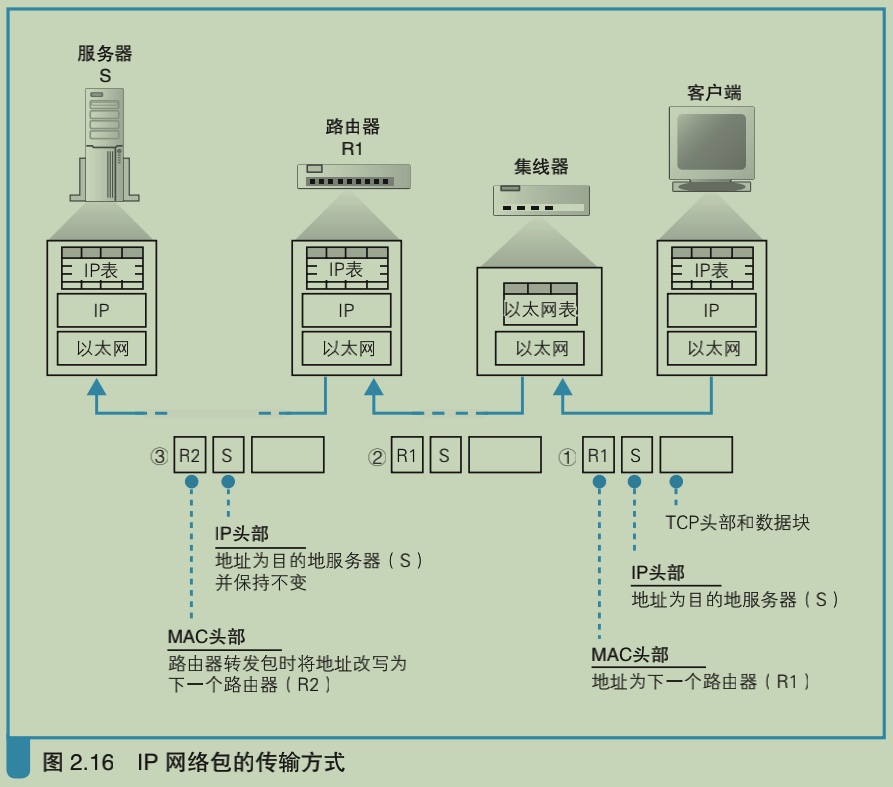 服务器
S
路由器
R1
集线器
客户端
IP表
IP
以太网
IP表
IP
以太网
以太网表
以太网
IP表
IP
以太网
③ R2 S
② R1 S
① R1 S
IP头部
地址为目的地服务器（S）
并保持不变
MAC头部
路由器转发包时将地址改写为
下一个路由器（R2）
TCP头部和数据块
IP头部
地址为目的地服务器（S）
MAC头部
地址为下一个路由器（R1）
图 2.16 IP 网络包的传输方式